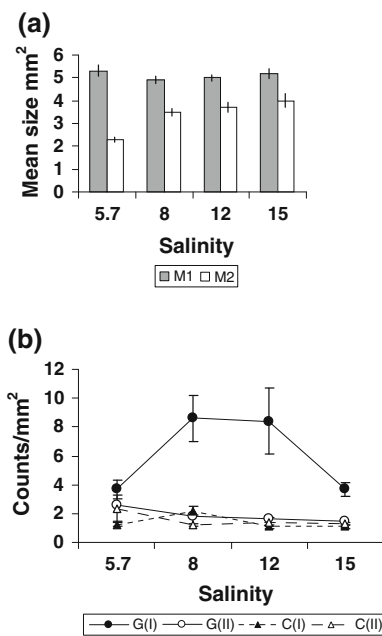 (a)
Mean size mm²
6
5
4
3
2
1
0
5.7 8 12 15
Salinity
M1 M2
(b)
Counts/mm²
12
10
8
6
4
2
0
5.7 8 12 15
Salinity
G(I) G(II) C(I) C(II)